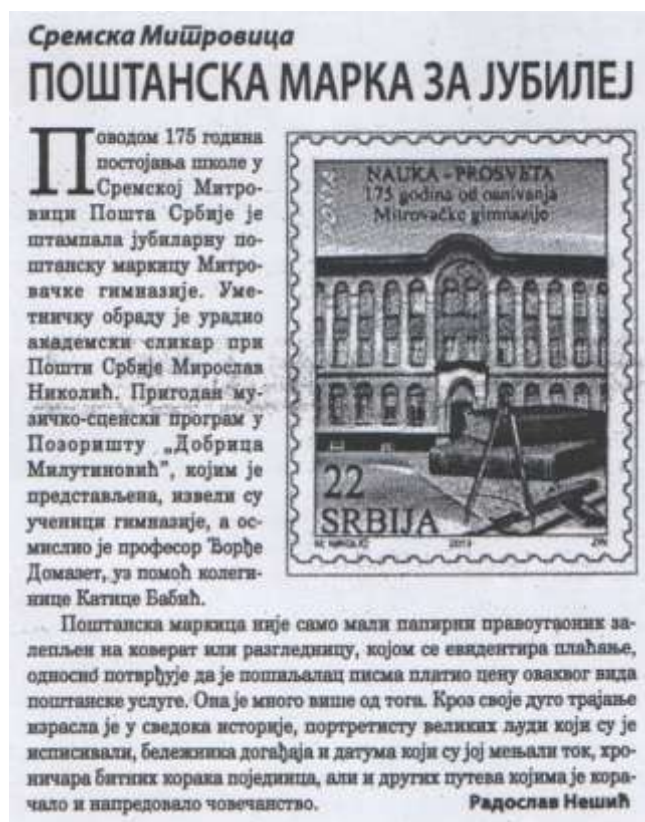 Сремска Митровица
ПОШТАНСКА МАРКА ЗА ЈУБИЛЕЈ
Поводом 175 година
постојања школе у
Сремској Митро-
вици Пошта Србије је
штампала јубиларну по-
штанску маркицу Митро-
вачке гимназије. Уме-
тничку обраду је урадио
академски сликар при
Пошти Србије Мирослав
Николић. Пригодан му-
зичко-сценски програм у
Позоришту „Добрица
Милутиновић”, којим је
представљена, извели су
ученици гимназије, а ос-
мислио је професор Ђорђе
Домазет, уз помоћ колеги-
нице Катице Бабић.
NAUKA - PROSVETA
175 godina od osnivanja
Mitrovačke gimnazije
22
SRBIJA
M. NIKOLIĆ 2013 ZIN
Поштанска маркица није само мали папирни правоугаоник за-
лепљен на коверат или разгледницу, којом се евидентира плаћање,
односно потврђује да је пошиљалац писма платио цену оваквог вида
поштанске услуге. Она је много више од тога. Кроз своје дуго трајање
израсла је у сведока историје, портретисту великих људи који су је
исписивали, бележника догађаја и датума који су јој мењали ток, хро-
ничара битних корака појединца, али и других путева којима је кора-
чало и напредовало човечанство. Радослав Нешић